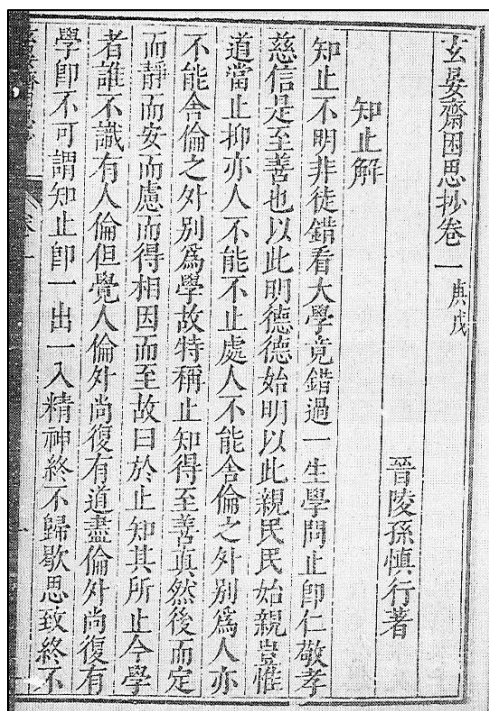 玄晏齋困思抄卷一 庚戌
晉陵孫慎行著
知止解
知止不明非徒錯看大學竟錯過一生學問止卽仁敬孝
慈信是至善也以此明德德始明以此親民民始親豈惟
道當止抑亦人不能不止處人不能舍倫之外別爲人亦
不能舍倫之外別爲學故特稱止知得至善眞然後而定
而靜而安而慮而得相因而至故曰於止知其所止今學
者誰不識有人倫但覺人倫外尚復有道盡倫外尚復有
學卽不可謂知止卽一出一入精神終不歸歇思致終不